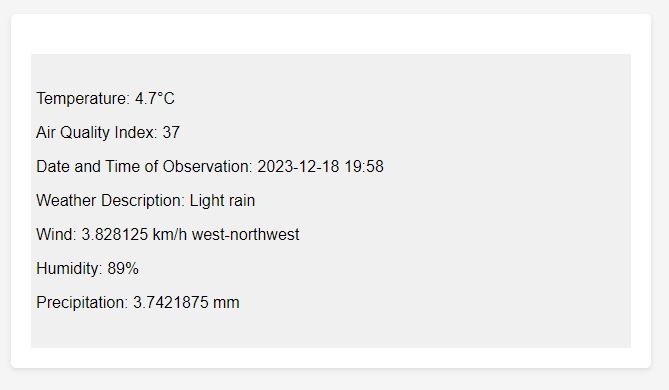 Temperature: 4.7°C
Air Quality Index: 37
Date and Time of Observation: 2023-12-18 19:58
Weather Description: Light rain
Wind: 3.828125 km/h west-northwest
Humidity: 89%
Precipitation: 3.7421875 mm